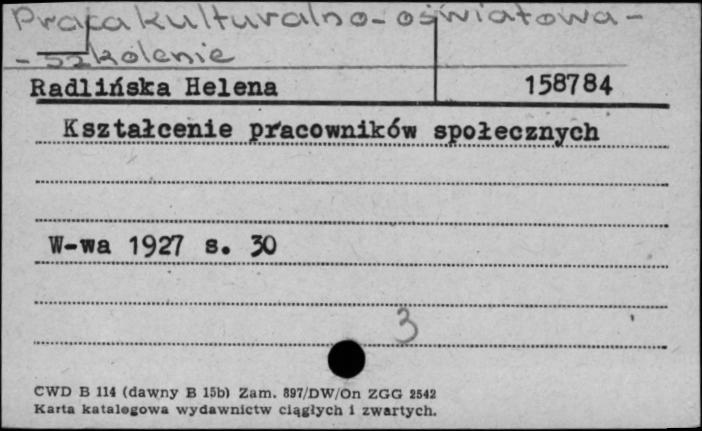 Praca kulturalno-oświatowa-
- szkolenie
Radlińska Helena 158784
Kształcenie pracowników społecznych
W-wa 1927 s. 30
3
CWD B 114 (dawny B 15b) Zam. 897/DW/On ZGG 2542
Karta katalogowa wydawnictw ciągłych i zwartych.